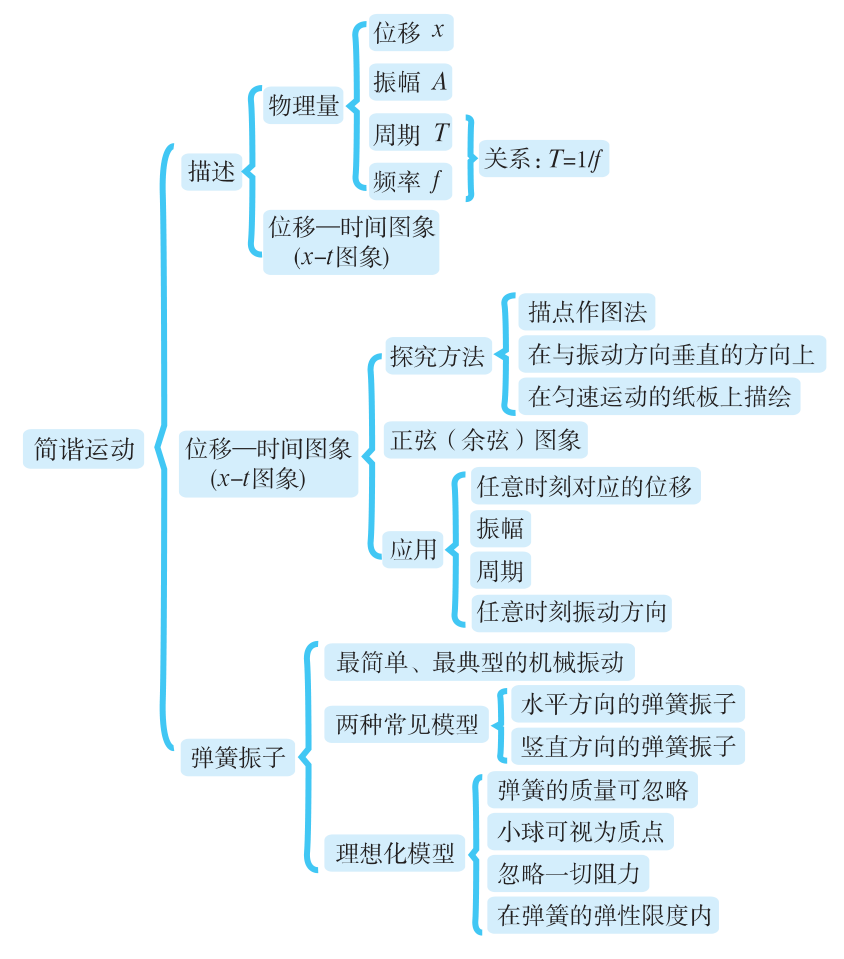 简谐运动
描述
物理量
位移 x
振幅 A
周期 T
频率 f
关系：T=1/f
位移—时间图象
(x–t图象)
位移—时间图象
(x–t图象)
探究方法
描点作图法
在与振动方向垂直的方向上
在匀速运动的纸板上描绘
正弦（余弦）图象
应用
任意时刻对应的位移
振幅
周期
任意时刻振动方向
弹簧振子
最简单、最典型的机械振动
两种常见模型
水平方向的弹簧振子
竖直方向的弹簧振子
理想化模型
弹簧的质量可忽略
小球可视为质点
忽略一切阻力
在弹簧的弹性限度内